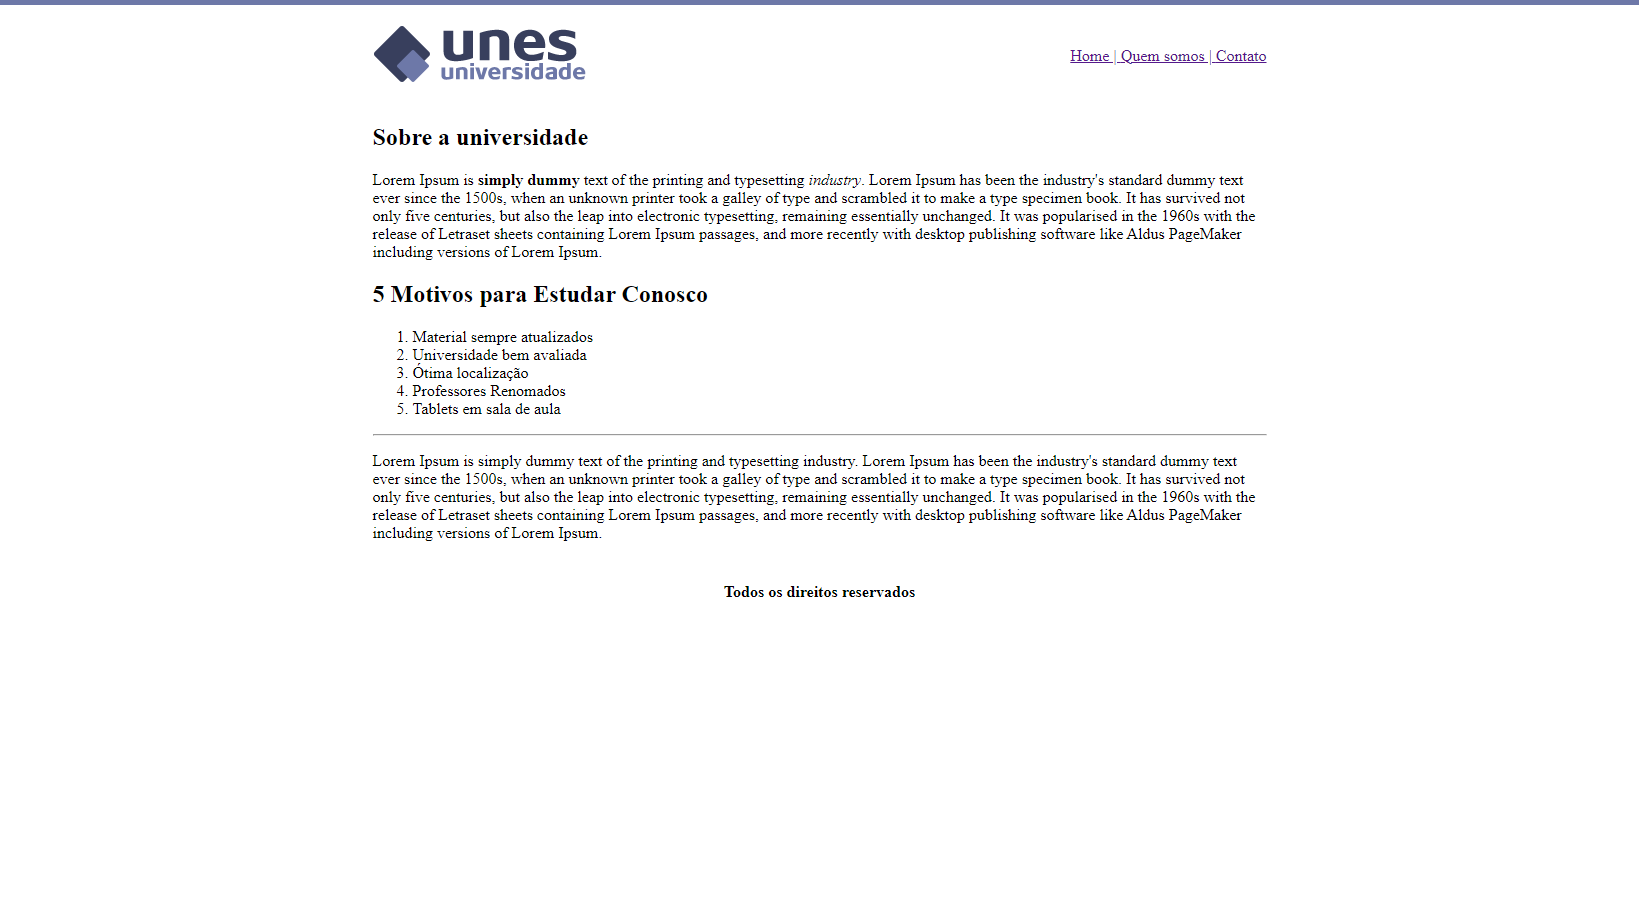 unes
universidade
Home | Quem somos | Contato
Sobre a universidade
Lorem Ipsum is simply dummy text of the printing and typesetting industry. Lorem Ipsum has been the industry's standard dummy text
ever since the 1500s, when an unknown printer took a galley of type and scrambled it to make a type specimen book. It has survived not
only five centuries, but also the leap into electronic typesetting, remaining essentially unchanged. It was popularised in the 1960s with the
release of Letraset sheets containing Lorem Ipsum passages, and more recently with desktop publishing software like Aldus PageMaker
including versions of Lorem Ipsum.
5 Motivos para Estudar Conosco
1. Material sempre atualizados
2. Universidade bem avaliada
3. Ótima localização
4. Professores Renomados
5. Tablets em sala de aula
Lorem Ipsum is simply dummy text of the printing and typesetting industry. Lorem Ipsum has been the industry's standard dummy text
ever since the 1500s, when an unknown printer took a galley of type and scrambled it to make a type specimen book. It has survived not
only five centuries, but also the leap into electronic typesetting, remaining essentially unchanged. It was popularised in the 1960s with the
release of Letraset sheets containing Lorem Ipsum passages, and more recently with desktop publishing software like Aldus PageMaker
including versions of Lorem Ipsum.
Todos os direitos reservados